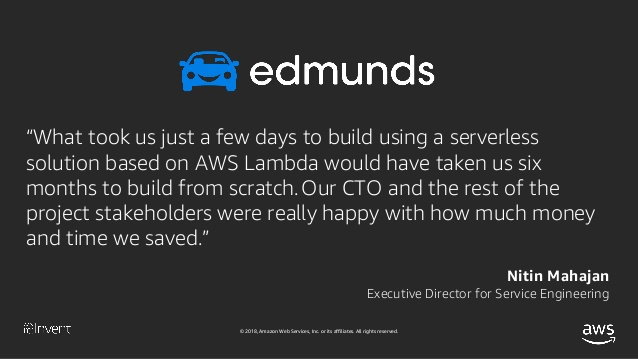 edmunds
“What took us just a few days to build using a serverless
solution based on AWS Lambda would have taken us six
months to build from scratch. Our CTO and the rest of the
project stakeholders were really happy with how much money
and time we saved.”
Nitin Mahajan
Executive Director for Service Engineering
re:Invent
© 2018, Amazon Web Services, Inc. or its affiliates. All rights reserved.
aws